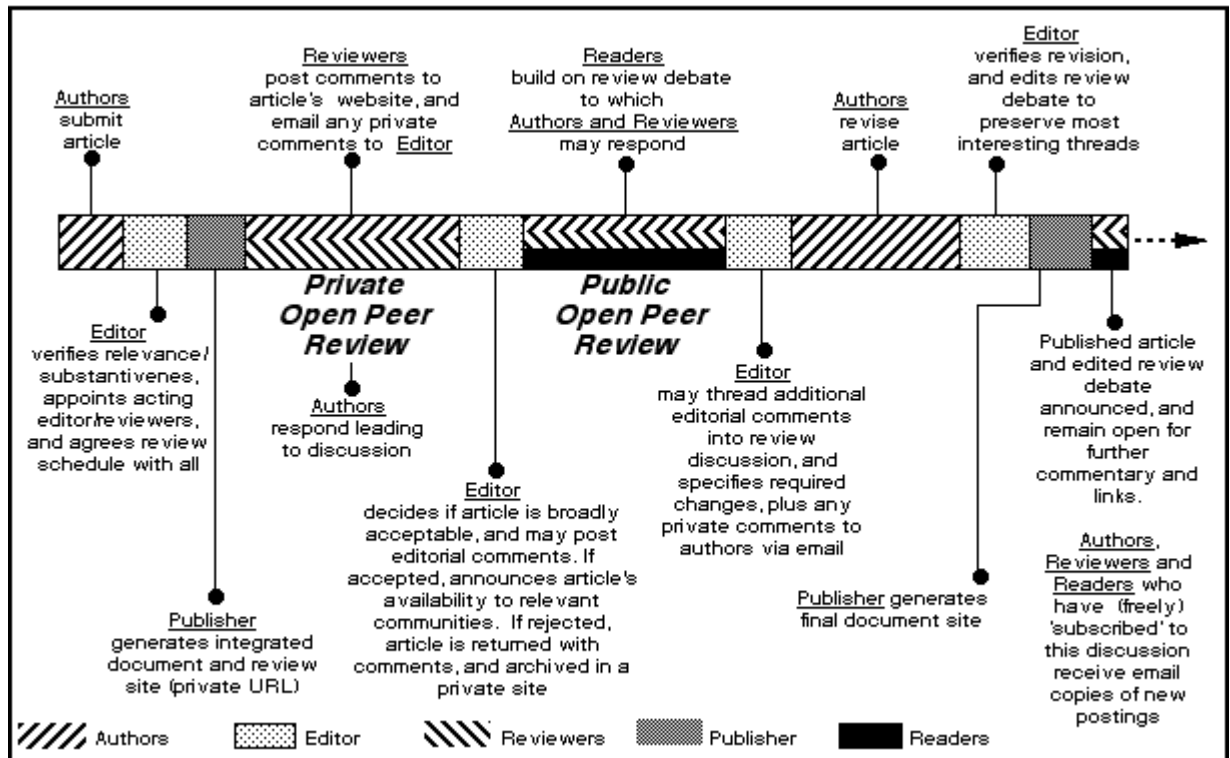 Authors
submit
article
Reviewers
post comments to
article's website, and
email any private
comments to Editor
Readers
build on review debate
to which
Authors and Reviewers
may respond
Authors
revise
article
Editor
verifies revision,
and edits review
debate to
preserve most
interesting threads
Private
Open Peer
Review
Public
Open Peer
Review
Editor
verifies relevance/
substantivenes,
appoints acting
editor/reviewers,
and agrees review
schedule with all
Publisher
generates integrated
document and review
site (private URL)
Authors
respond leading
to discussion
Editor
decides if article is broadly
acceptable, and may post
editorial comments. If
accepted, announces article's
availability to relevant
communities. If rejected,
article is returned with
comments, and archived in a
private site
Editor
may thread additional
editorial comments
into review
discussion, and
specifies required
changes, plus any
private comments to
authors via email
Publisher generates
final document site
Published article
and edited review
debate
announced, and
remain open for
further
commentary and
links.
Authors,
Reviewers and
Readers who
have (freely)
'subscribed' to
this discussion
receive email
copies of new
postings
Authors
Editor
Reviewers
Publisher
Readers